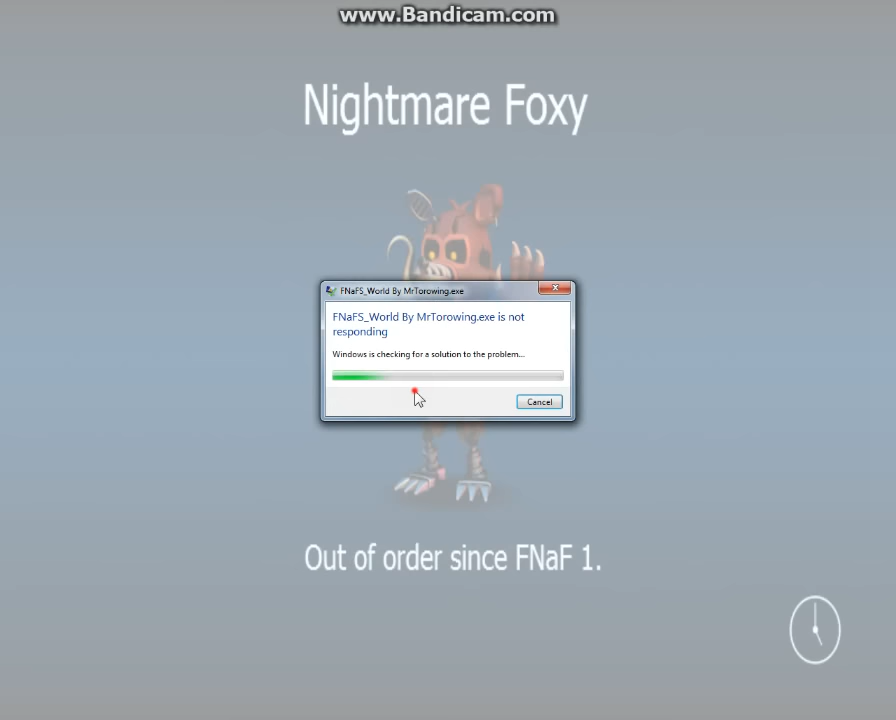 www.Bandicam.com
Nightmare Foxy
FNaFS_World By MrTorowing.exe
FNaFS_World By MrTorowing.exe is not
responding
Windows is checking for a solution to the problem...
Cancel
Out of order since FNaF 1.